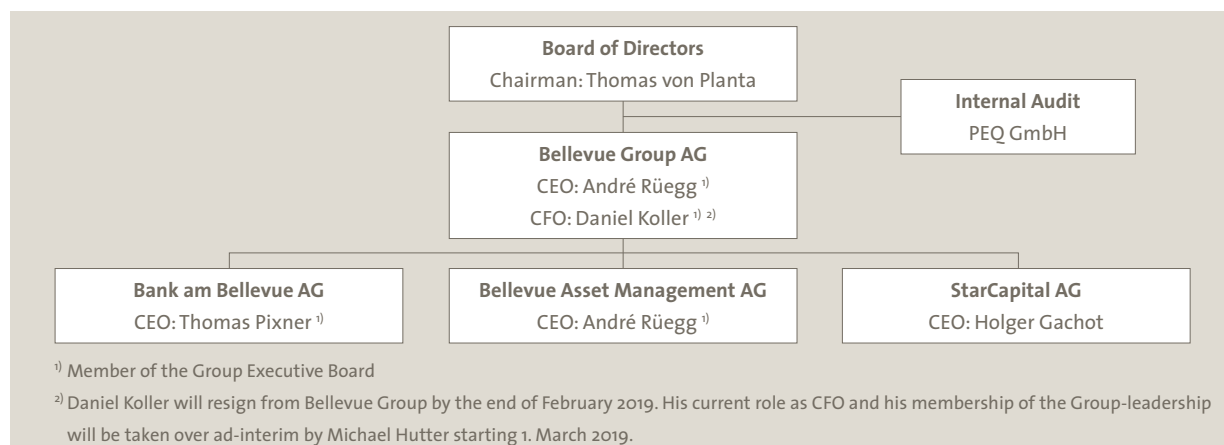 Board of Directors
Chairman: Thomas von Planta
Internal Audit
PEQ GmbH
Bellevue Group AG
CEO: André Rüegg ¹⁾
CFO: Daniel Koller ¹⁾ ²⁾
Bank am Bellevue AG
CEO: Thomas Pixner ¹⁾
Bellevue Asset Management AG
CEO: André Rüegg ¹⁾
StarCapital AG
CEO: Holger Gachot
¹⁾ Member of the Group Executive Board
²⁾ Daniel Koller will resign from Bellevue Group by the end of February 2019. His current role as CFO and his membership of the Group-leadership
will be taken over ad-interim by Michael Hutter starting 1. March 2019.